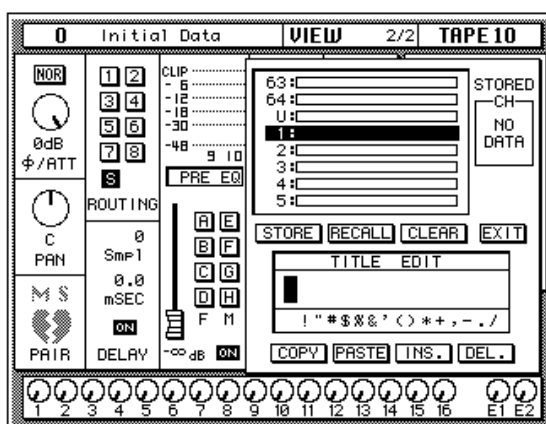 0 Initial Data VIEW 2/2 TAPE 10
NOR
0dB
ϕ/ATT
C
PAN
M S
PAIR
1 2
3 4
5 6
7 8
S
ROUTING
0
Smpl
0.0
mSEC
ON
DELAY
CLIP
- 6
-12
-18
-30
-48
9 10
PRE EQ
A E
B F
C G
D H
F M
-∞ dB ON
63:
64:
U:
1:
2:
3:
4:
5:
STORED
CH
NO
DATA
STORE RECALL CLEAR EXIT
TITLE EDIT
!"#$%&'()*+,-./
COPY PASTE INS. DEL.
1 2 3 4 5 6 7 8 9 10 11 12 13 14 15 16 E1 E2